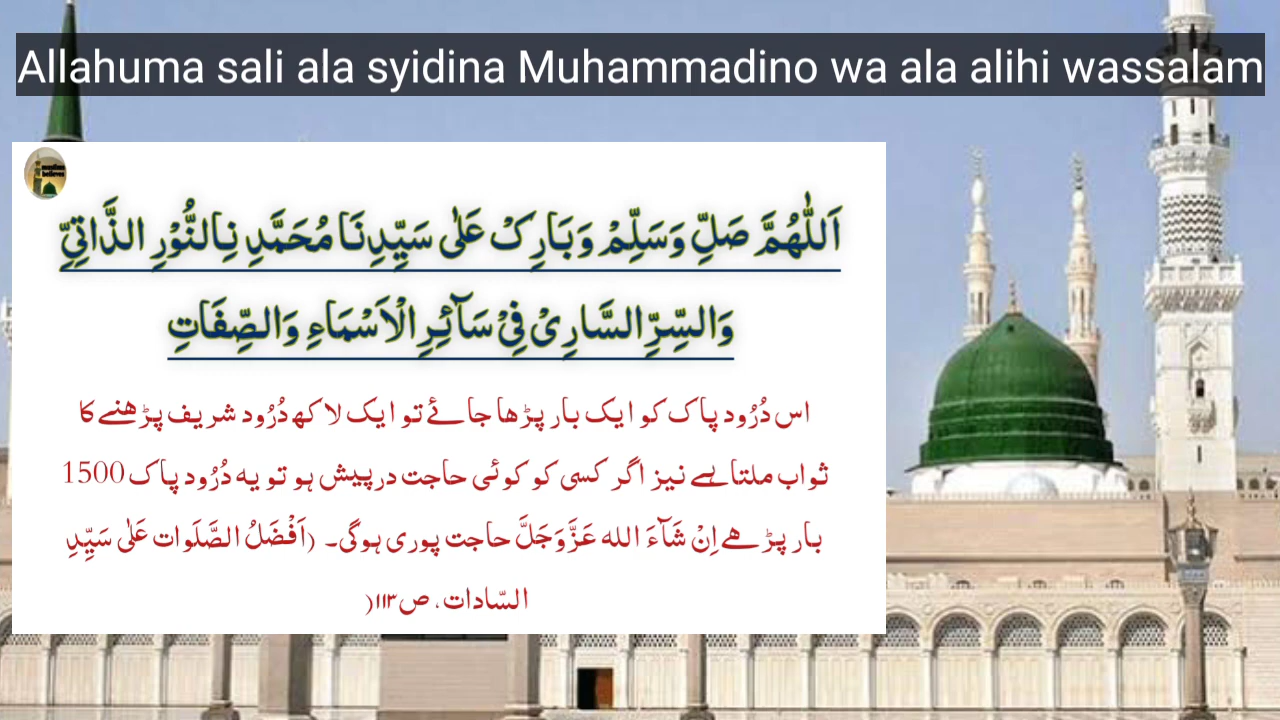 Allahuma sali ala syidina Muhammadino wa ala alihi wassalam
muslims
believes
اَللّٰهُمَّ صَلِّ وَسَلِّمْ وَبَارِکْ عَلٰی سَیِّدِنَا مُحَمَّدِ نِالنُّوْرِ الذَّاتِیِّ
وَالسِّرِّ السَّارِیْ فِیْ سَآئِرِ الْاَسْمَاءِ وَالصِّفَاتِ
اس دُرُود پاک کو ایک بار پڑھا جائے تو ایک لاکھ دُرُود شریف پڑھنے کا
ثواب ملتا ہے نیز اگر کسی کو کوئی حاجت درپیش ہو تو یہ دُرُود پاک 1500
بار پڑھے اِنْ شَآءَ الله عَزَّوَجَلَّ حاجت پوری ہوگی۔ (اَفْضَلُ الصَّلَوات عَلٰی سَیِّدِ
السّادات، ص۱۱۳)